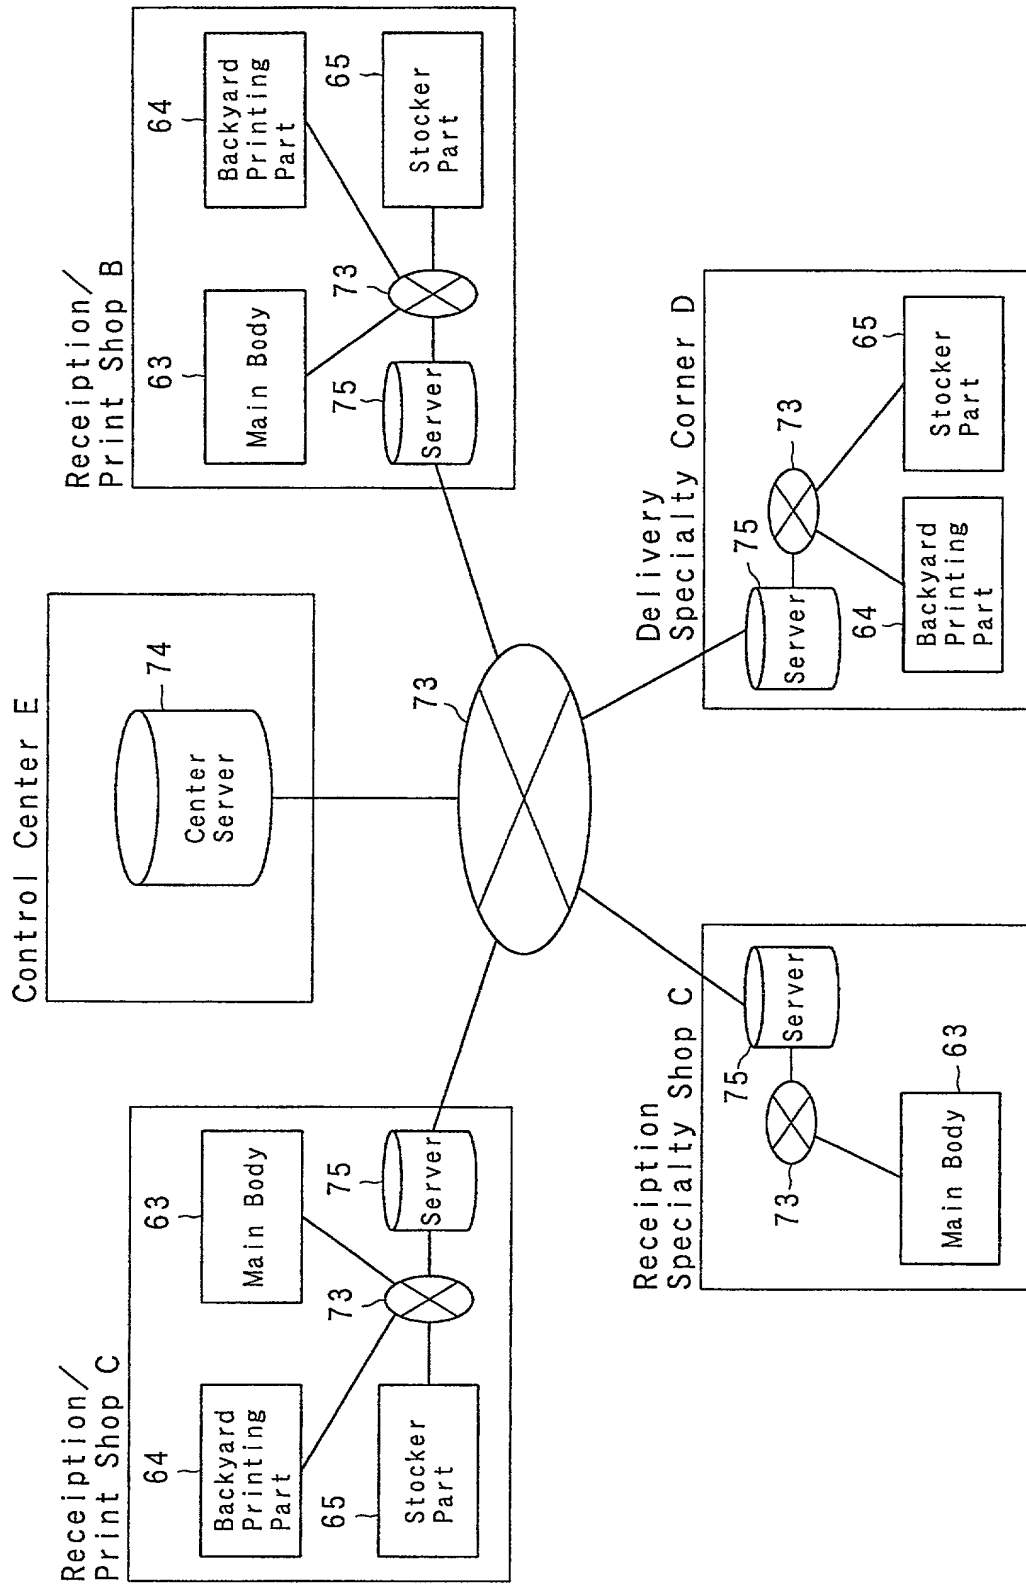 Control Center E
74
Center
Server
73
Receiption/
Print Shop C
64
Backyard
Printing
Part
63
Main Body
65
Stocker
Part
73
75
Server
Receiption/
Print Shop B
63
Main Body
64
Backyard
Printing
Part
75
Server
73
65
Stocker
Part
Receiption
Specialty Shop C
73
75
Server
Main Body
63
Delivery
Specialty Corner D
75
Server
73
64
Backyard
Printing
Part
65
Stocker
Part